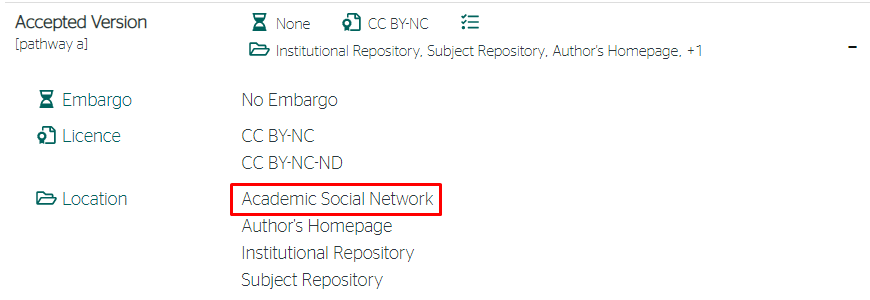 Accepted Version
[pathway a]
None CC BY-NC
Institutional Repository, Subject Repository, Author's Homepage, +1
Embargo No Embargo
Licence CC BY-NC
CC BY-NC-ND
Location Academic Social Network
Author's Homepage
Institutional Repository
Subject Repository